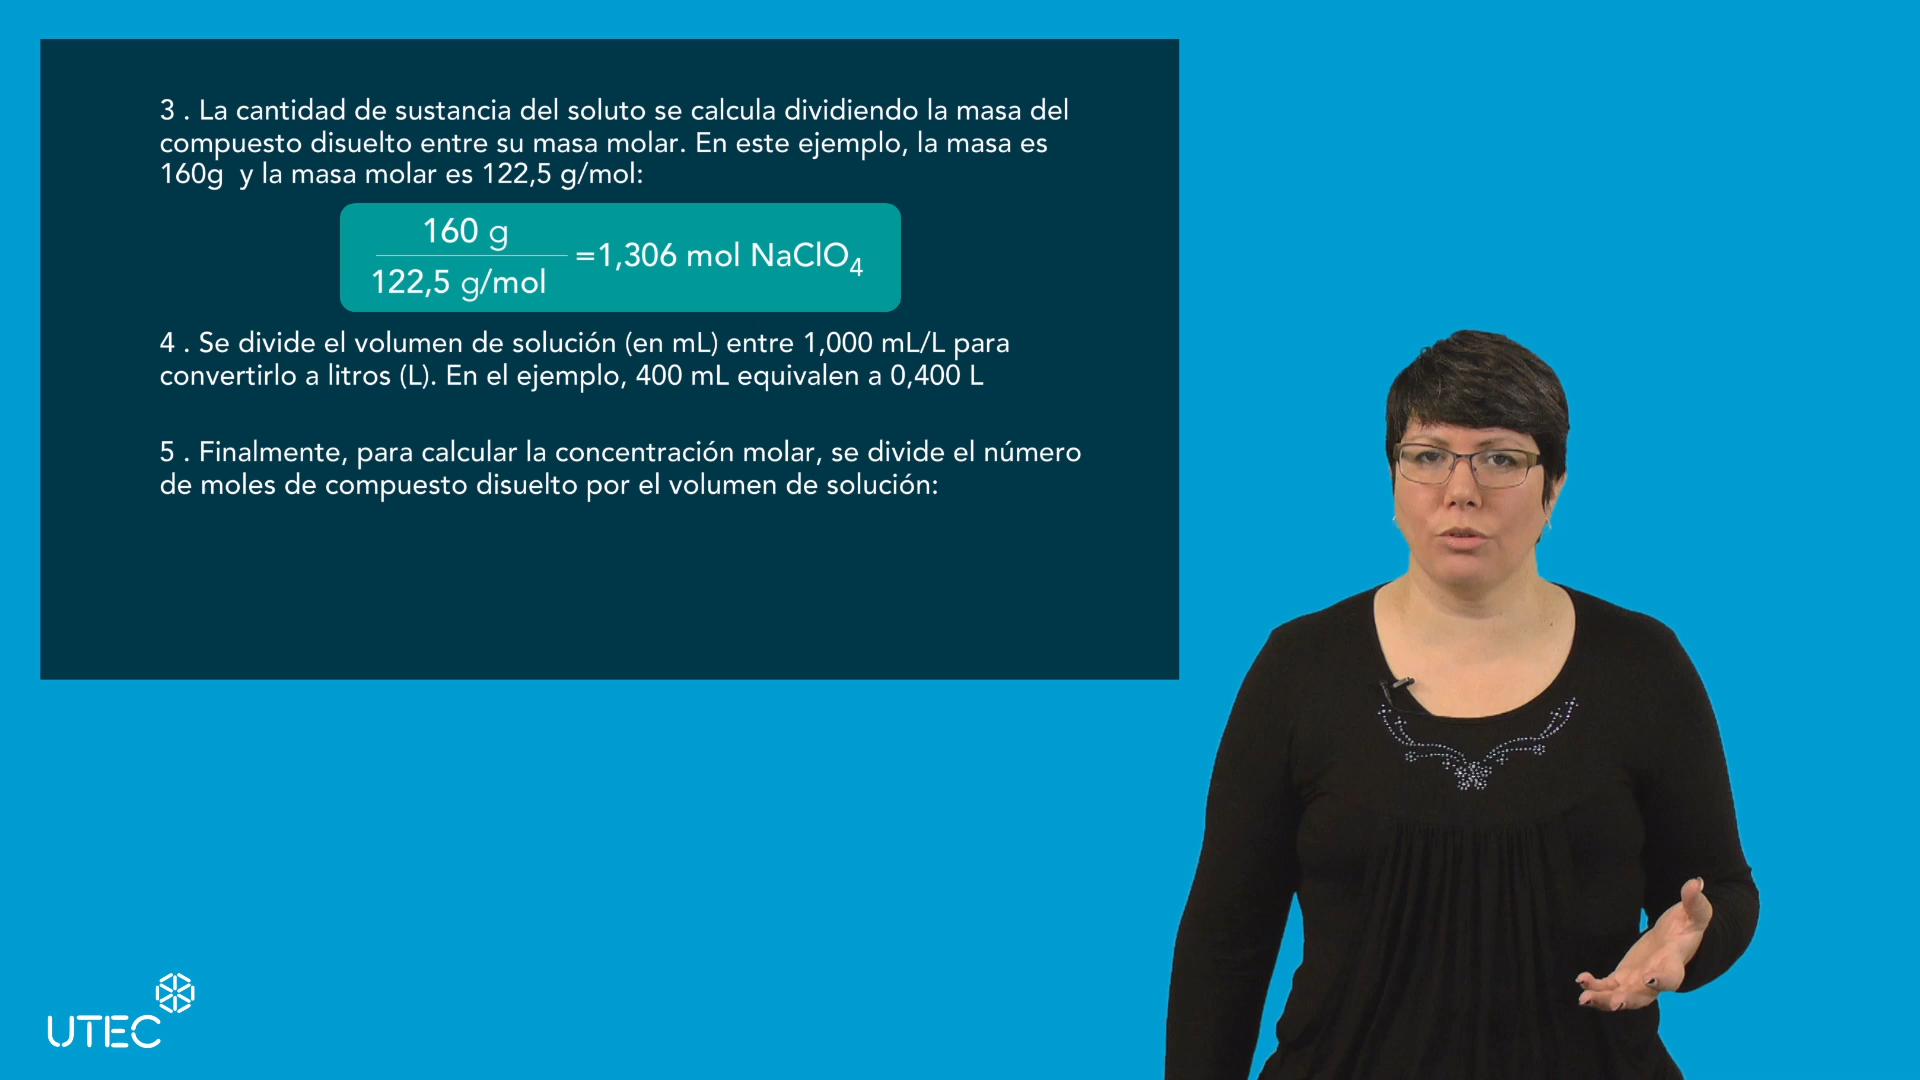 3 . La cantidad de sustancia del soluto se calcula dividiendo la masa del
compuesto disuelto entre su masa molar. En este ejemplo, la masa es
160g  y la masa molar es 122,5 g/mol:
160 g
122,5 g/mol
=1,306 mol NaClO₄
4 . Se divide el volumen de solución (en mL) entre 1,000 mL/L para
convertirlo a litros (L). En el ejemplo, 400 mL equivalen a 0,400 L
5 . Finalmente, para calcular la concentración molar, se divide el número
de moles de compuesto disuelto por el volumen de solución:
UTEC